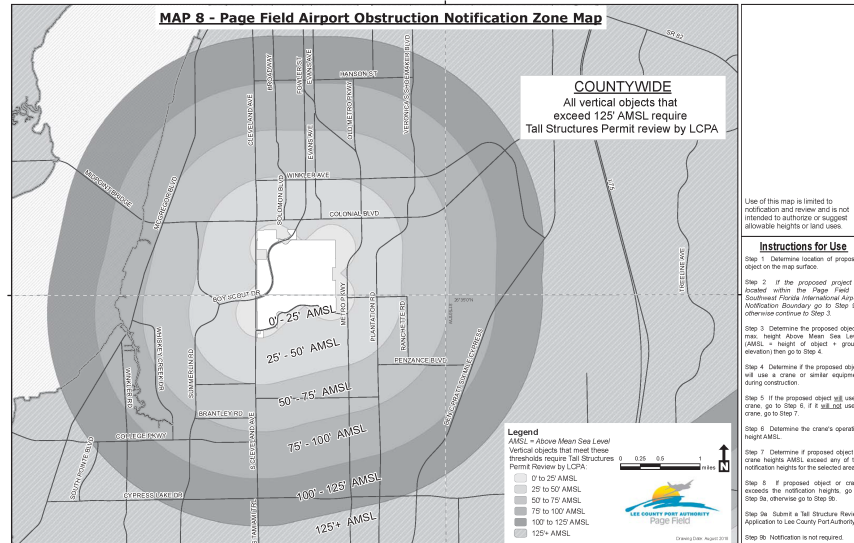 MAP 8 - Page Field Airport Obstruction Notification Zone Map
COUNTYWIDE
All vertical objects that
exceed 125' AMSL require
Tall Structures Permit review by LCPA
SR 82
BROADWAY
FOWLER ST
EVANS AVE
HANSON ST
VERONICA S SHOEMAKER BLVD
CLEVELAND AVE
EVANS AVE
OLD METRO PKWY
WINKLER AVE
MIDPOINT BRIDGE
MCGREGOR BLVD
SOLOMON BLVD
COLONIAL BLVD
I-75
TREELINE AVE
BOY SCOUT DR
METRO PKWY
PLANTATION RD
RANCHETTE RD
PENZANCE BLVD
SIX MILE CYPRESS
WHISKEY CREEK DR
WINKLER RD
SUMMERLIN RD
BRANTLEY RD
COLLEGE PKWY
SOUTH POINTE BLVD
CYPRESS LAKE DR
S CLEVELAND AVE
S TAMIAMI TRL
0' - 25' AMSL
25' - 50' AMSL
50' - 75' AMSL
75' - 100' AMSL
100' - 125' AMSL
125'+ AMSL
Legend
AMSL = Above Mean Sea Level
Vertical objects that meet these
thresholds require Tall Structures
Permit Review by LCPA:
0' to 25' AMSL
25' to 50' AMSL
50' to 75' AMSL
75' to 100' AMSL
100' to 125' AMSL
125'+ AMSL
0 0.25 0.5 1
miles
N
LEE COUNTY PORT AUTHORITY
Page Field
Drawing Date: August 2018
Use of this map is limited to
notification and review and is not
intended to authorize or suggest
allowable heights or land uses.
Instructions for Use
Step 1 Determine location of propos
object on the map surface.
Step 2 If the proposed project
located within the Page Field
Southwest Florida International Airp
Notification Boundary go to Step
otherwise continue to Step 3.
Step 3 Determine the proposed objec
max. height Above Mean Sea Lev
(AMSL = height of object + grou
elevation) then go to Step 4.
Step 4 Determine if the proposed obje
will use a crane or similar equipme
during construction.
Step 5 If the proposed object will use
crane, go to Step 6, if it will not use
crane, go to Step 7.
Step 6 Determine the crane's operati
height AMSL.
Step 7 Determine if proposed object
crane heights AMSL exceed any of t
notification heights for the selected area
Step 8 If proposed object or cra
exceeds the notification heights, go
Step 9a, otherwise go to Step 9b.
Step 9a Submit a Tall Structure Revie
Application to Lee County Port Authority
Step 9b Notification is not required.